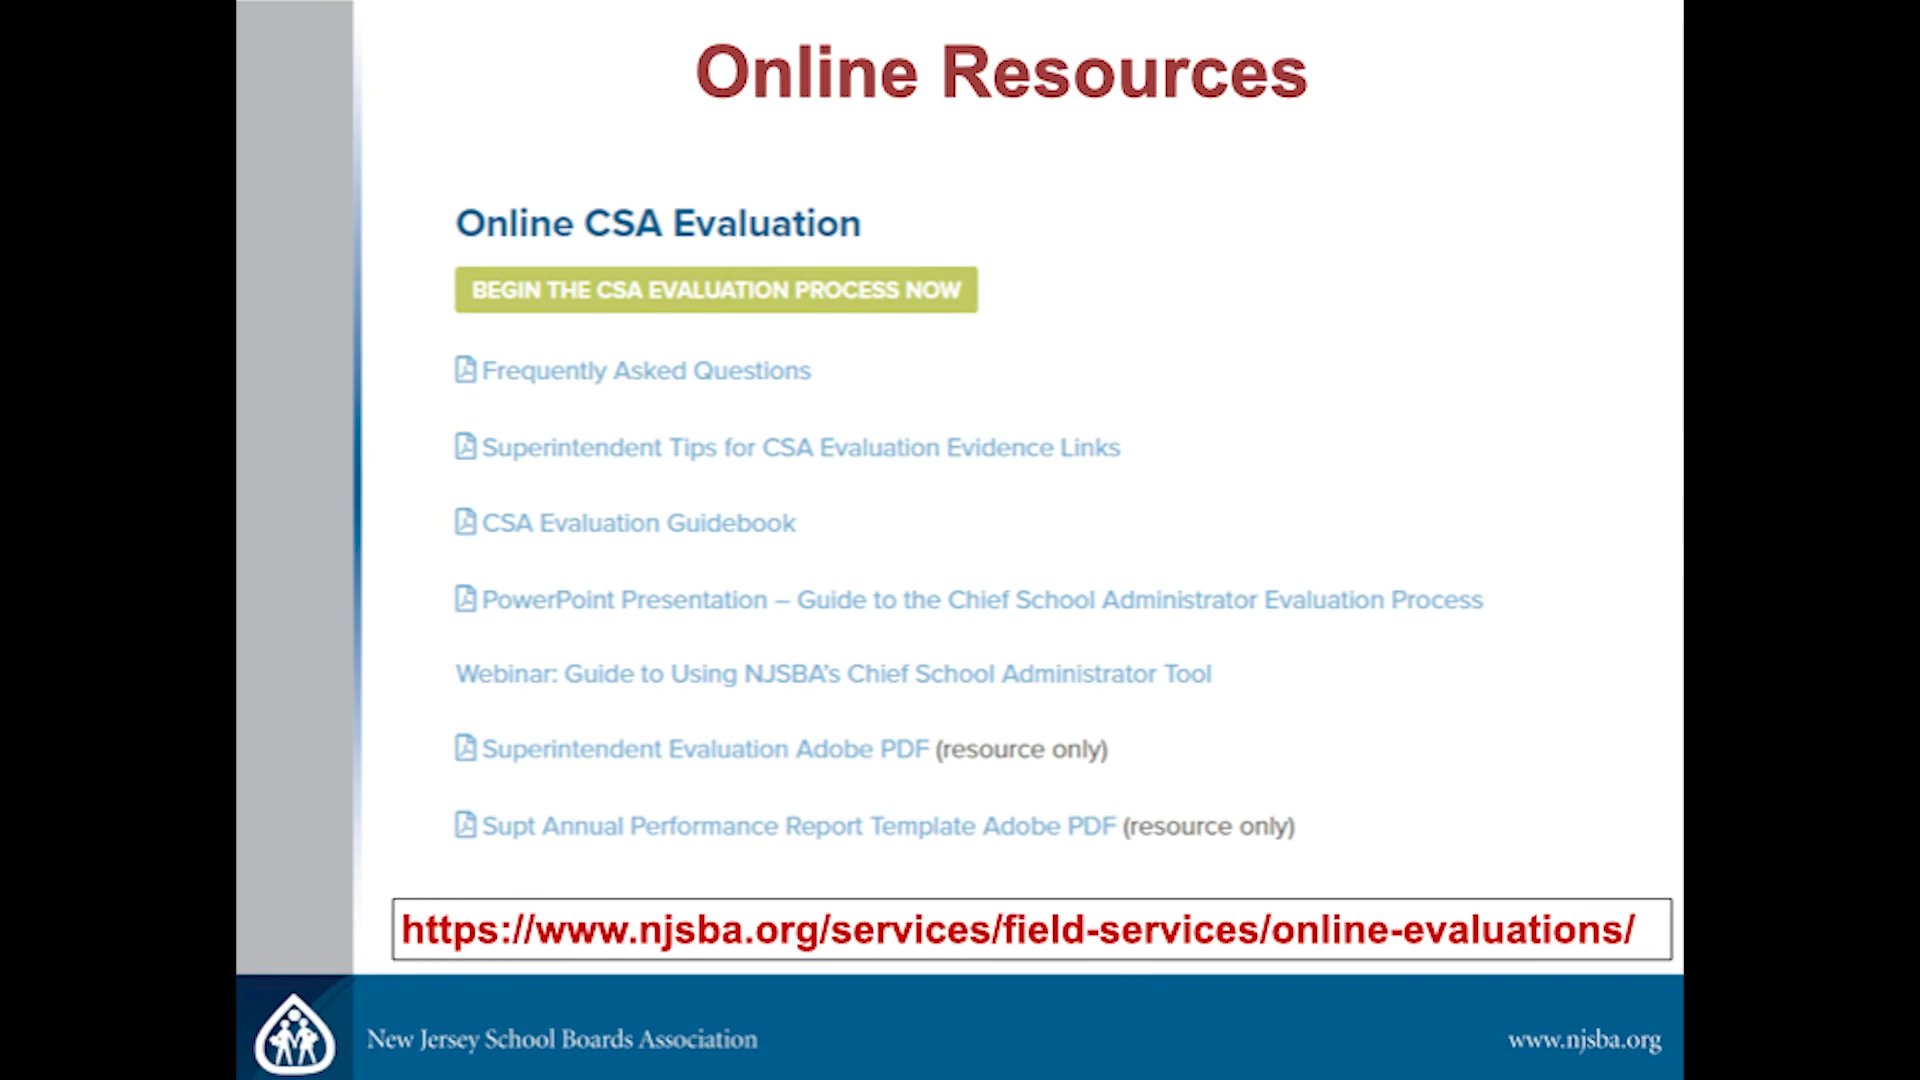 Online Resources
Online CSA Evaluation
BEGIN THE CSA EVALUATION PROCESS NOW
Frequently Asked Questions
Superintendent Tips for CSA Evaluation Evidence Links
CSA Evaluation Guidebook
PowerPoint Presentation – Guide to the Chief School Administrator Evaluation Process
Webinar: Guide to Using NJSBA's Chief School Administrator Tool
Superintendent Evaluation Adobe PDF (resource only)
Supt Annual Performance Report Template Adobe PDF (resource only)
https://www.njsba.org/services/field-services/online-evaluations/
New Jersey School Boards Association
www.njsba.org